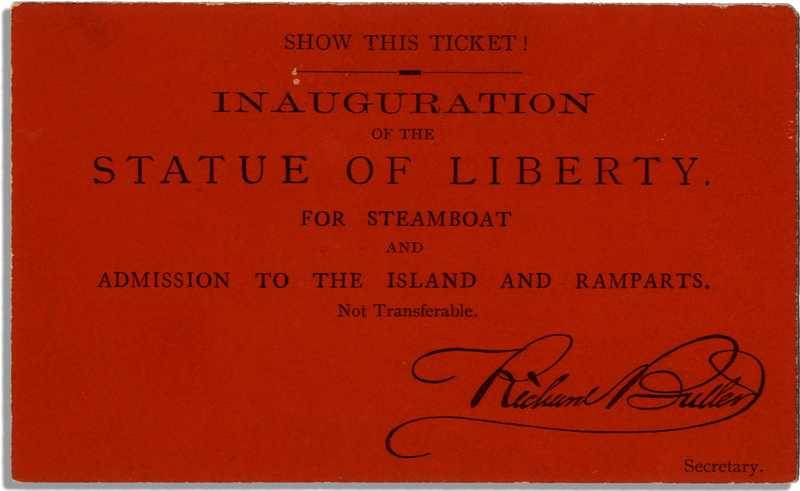 SHOW THIS TICKET!
INAUGURATION
OF THE
STATUE OF LIBERTY.
FOR STEAMBOAT
AND
ADMISSION TO THE ISLAND AND RAMPARTS.
Not Transferable.
Richard Butler
Secretary.